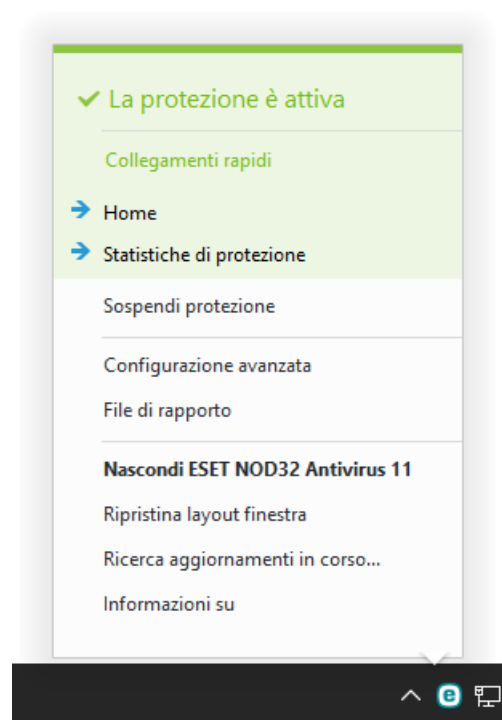 La protezione è attiva
Collegamenti rapidi
Home
Statistiche di protezione
Sospendi protezione
Configurazione avanzata
File di rapporto
Nascondi ESET NOD32 Antivirus 11
Ripristina layout finestra
Ricerca aggiornamenti in corso...
Informazioni su
e